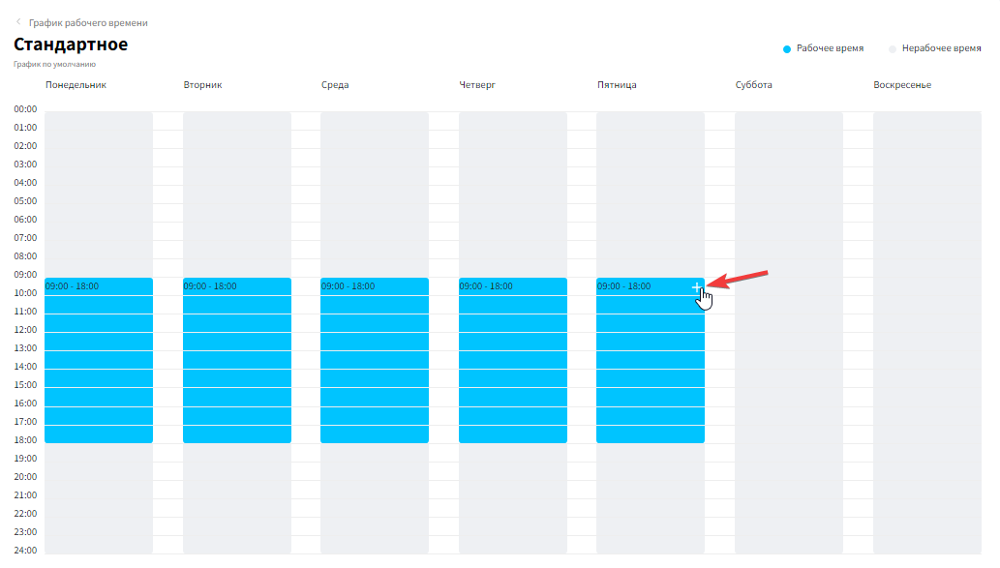 График рабочего времени
Стандартное
График по умолчанию
Рабочее время
Нерабочее время
Понедельник
Вторник
Среда
Четверг
Пятница
Суббота
Воскресенье
00:00
01:00
02:00
03:00
04:00
05:00
06:00
07:00
08:00
09:00
09:00 - 18:00
09:00 - 18:00
09:00 - 18:00
09:00 - 18:00
09:00 - 18:00
10:00
11:00
12:00
13:00
14:00
15:00
16:00
17:00
18:00
19:00
20:00
21:00
22:00
23:00
24:00